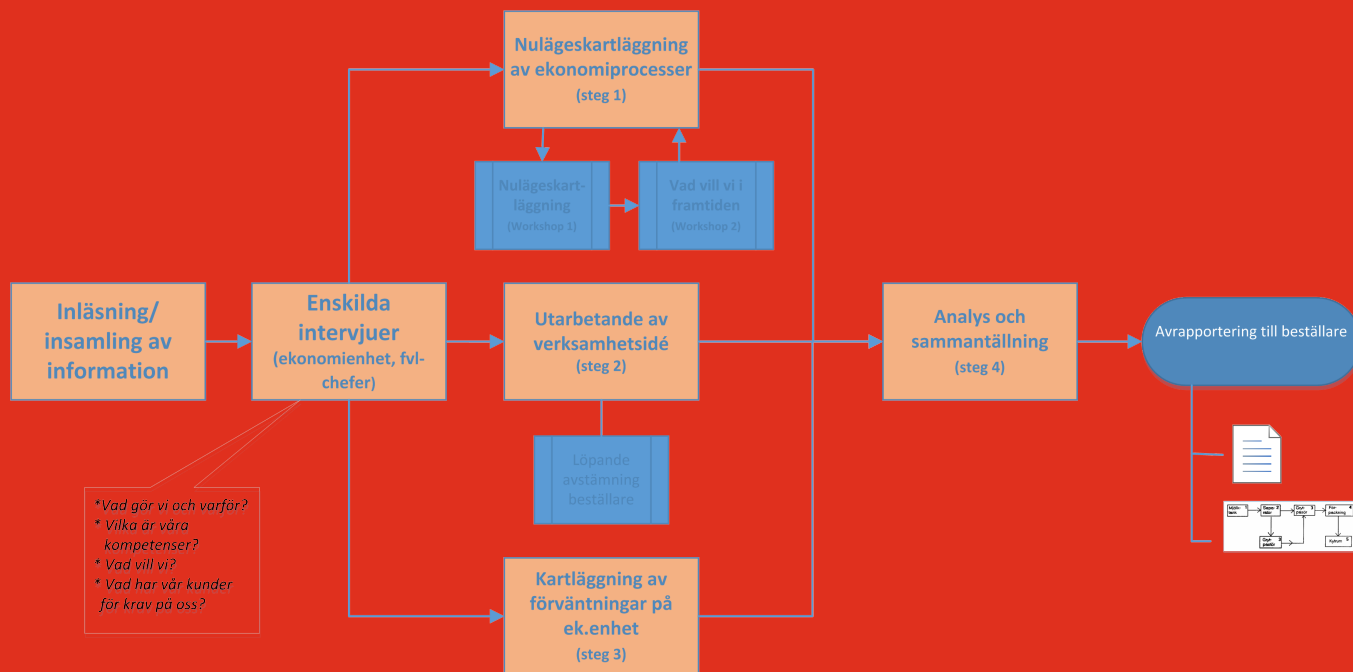 Nulägeskartläggning
av ekonomiprocesser
(steg 1)
Nulägeskart-
läggning
(Workshop 1)
Vad vill vi i
framtiden
(Workshop 2)
Inläsning/
insamling av
information
Enskilda
intervjuer
(ekonomienhet, fvl-
chefer)
Utarbetande av
verksamhetsidé
(steg 2)
Analys och
sammantällning
(steg 4)
Avrapportering till beställare
Löpande
avstämning
beställare
*Vad gör vi och varför?
* Vilka är våra
kompetenser?
* Vad vill vi?
* Vad har vår kunder
för krav på oss?
Kartläggning av
förväntningar på
ek.enhet
(steg 3)